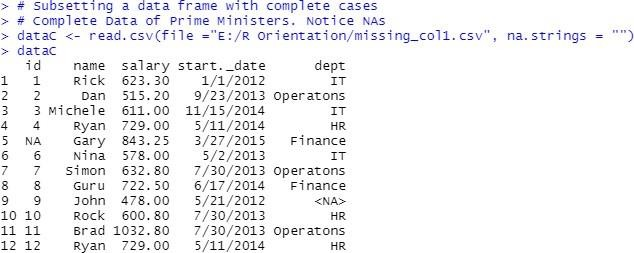 > # Subsetting a data frame with complete cases
> # Complete Data of Prime Ministers. Notice NAs
> dataC <- read.csv(file ="E:/R Orientation/missing_col1.csv", na.strings = "")
> dataC
id name salary start._date dept
1 1 Rick 623.30 1/1/2012 IT
2 2 Dan 515.20 9/23/2013 Operatons
3 3 Michele 611.00 11/15/2014 IT
4 4 Ryan 729.00 5/11/2014 HR
5 NA Gary 843.25 3/27/2015 Finance
6 6 Nina 578.00 5/2/2013 IT
7 7 Simon 632.80 7/30/2013 Operatons
8 8 Guru 722.50 6/17/2014 Finance
9 9 John 478.00 5/21/2012 <NA>
10 10 Rock 600.80 7/30/2013 HR
11 11 Brad 1032.80 7/30/2013 Operatons
12 12 Ryan 729.00 5/11/2014 HR